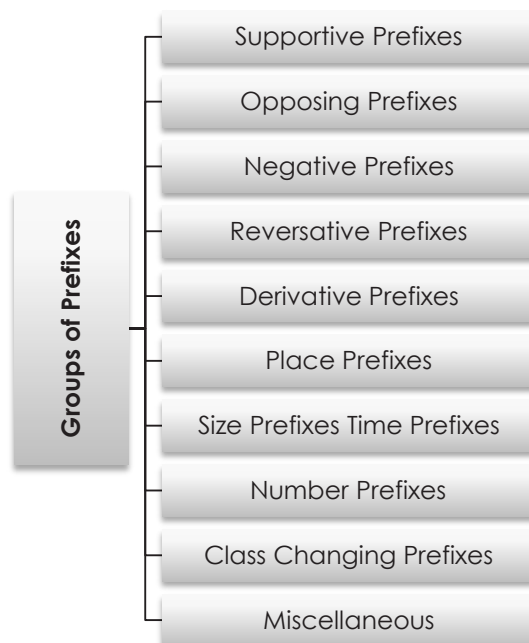 Groups of Prefixes
Supportive Prefixes
Opposing Prefixes
Negative Prefixes
Reversative Prefixes
Derivative Prefixes
Place Prefixes
Size Prefixes Time Prefixes
Number Prefixes
Class Changing Prefixes
Miscellaneous